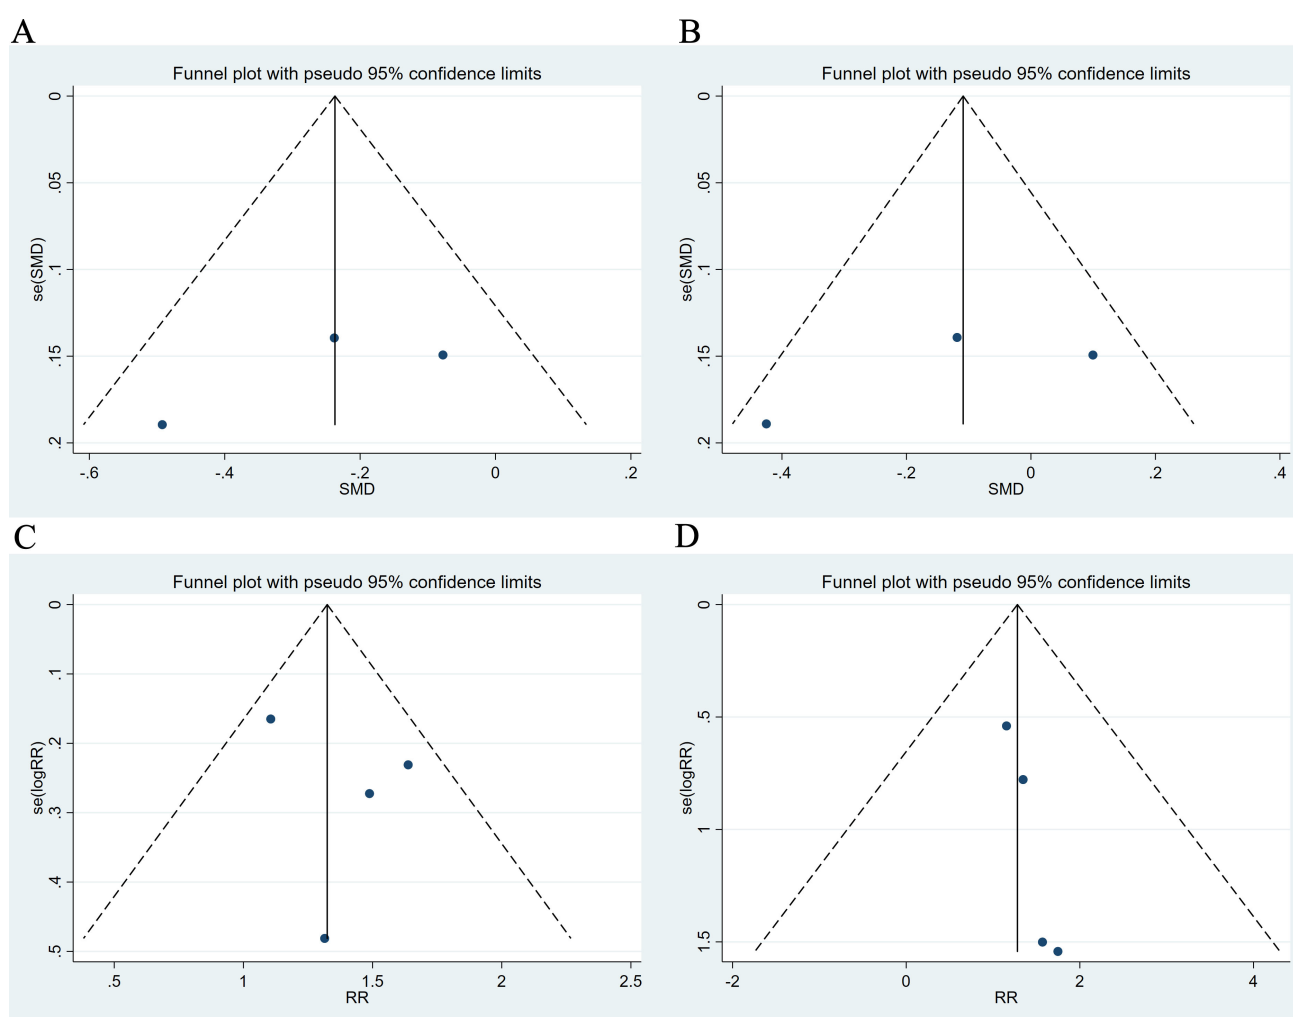 A
Funnel plot with pseudo 95% confidence limits
se(SMD)
0
.05
.1
.15
.2
-.6 -.4 -.2 0 .2
SMD
B
Funnel plot with pseudo 95% confidence limits
se(SMD)
0
.05
.1
.15
.2
-.4 -.2 0 .2 .4
SMD
C
Funnel plot with pseudo 95% confidence limits
se(logRR)
0
.1
.2
.3
.4
.5
.5 1 1.5 2 2.5
RR
D
Funnel plot with pseudo 95% confidence limits
se(logRR)
0
.5
1
1.5
-2 0 2 4
RR